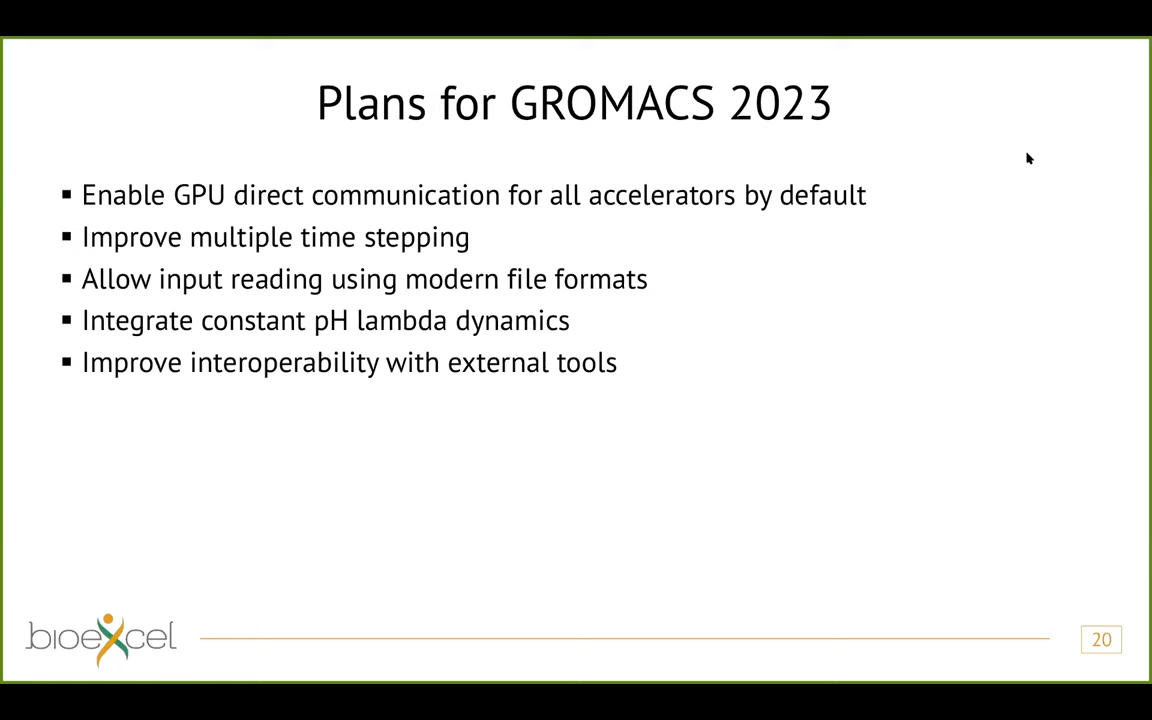 Plans for GROMACS 2023
▪ Enable GPU direct communication for all accelerators by default
▪ Improve multiple time stepping
▪ Allow input reading using modern file formats
▪ Integrate constant pH lambda dynamics
▪ Improve interoperability with external tools
bioexcel
20